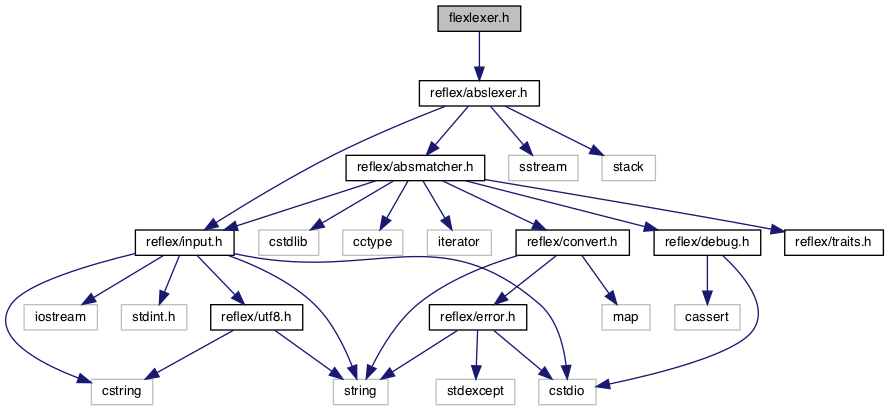 flexlexer.h
reflex/abslexer.h
reflex/absmatcher.h
sstream
stack
reflex/input.h
cstdlib
cctype
iterator
reflex/convert.h
reflex/debug.h
reflex/traits.h
iostream
stdint.h
reflex/utf8.h
reflex/error.h
map
cassert
cstring
string
stdexcept
cstdio